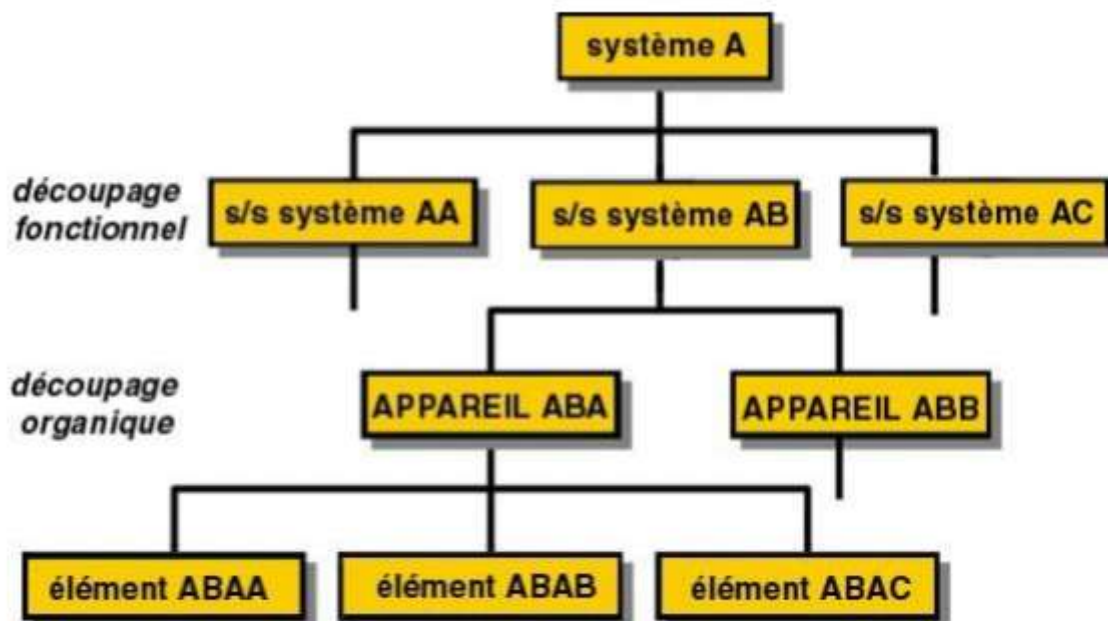 système A
découpage
fonctionnel
s/s système AA
s/s système AB
s/s système AC
découpage
organique
APPAREIL ABA
APPAREIL ABB
élément ABAA
élément ABAB
élément ABAC